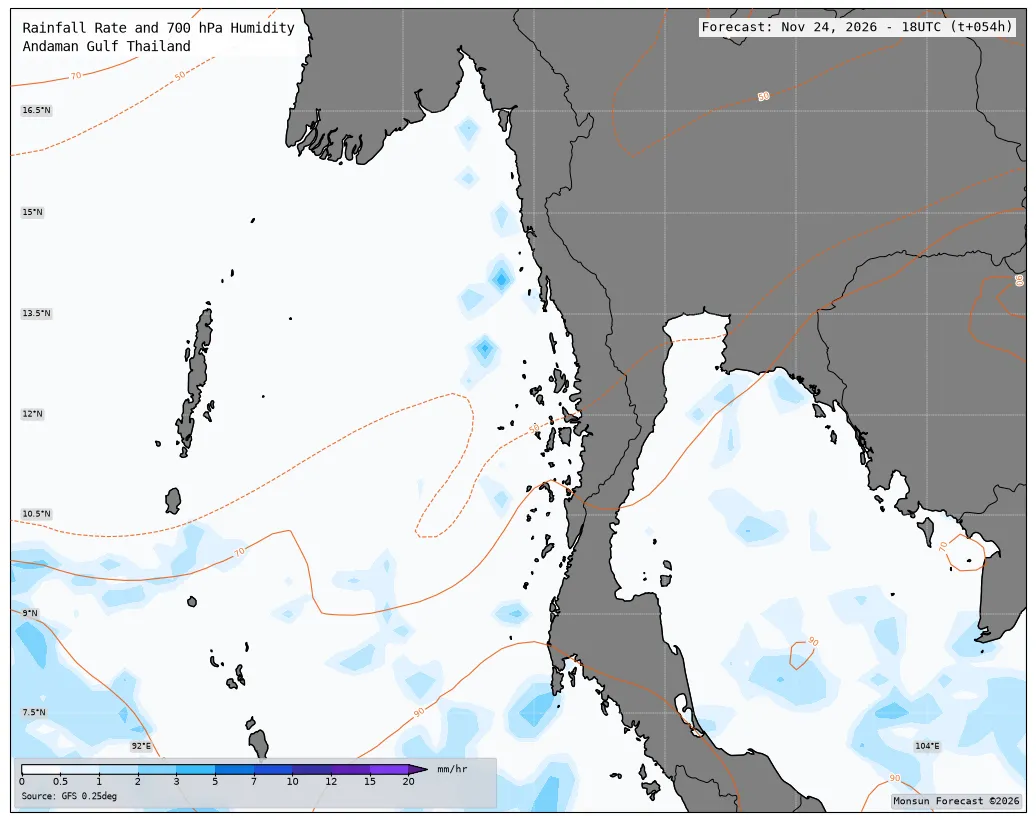 Rainfall Rate and 700 hPa Humidity
Andaman Gulf Thailand
Forecast: Nov 24, 2026 - 18UTC (t+054h)
70
50
50
16.5°N
15°N
90
13.5°N
12°N
50
10.5°N
70
70
9°N
90
7.5°N
90
92°E
104°E
mm/hr
0 0.5 1 2 3 5 7 10 12 15 20
90
Source: GFS 0.25deg
Monsun Forecast ©2026